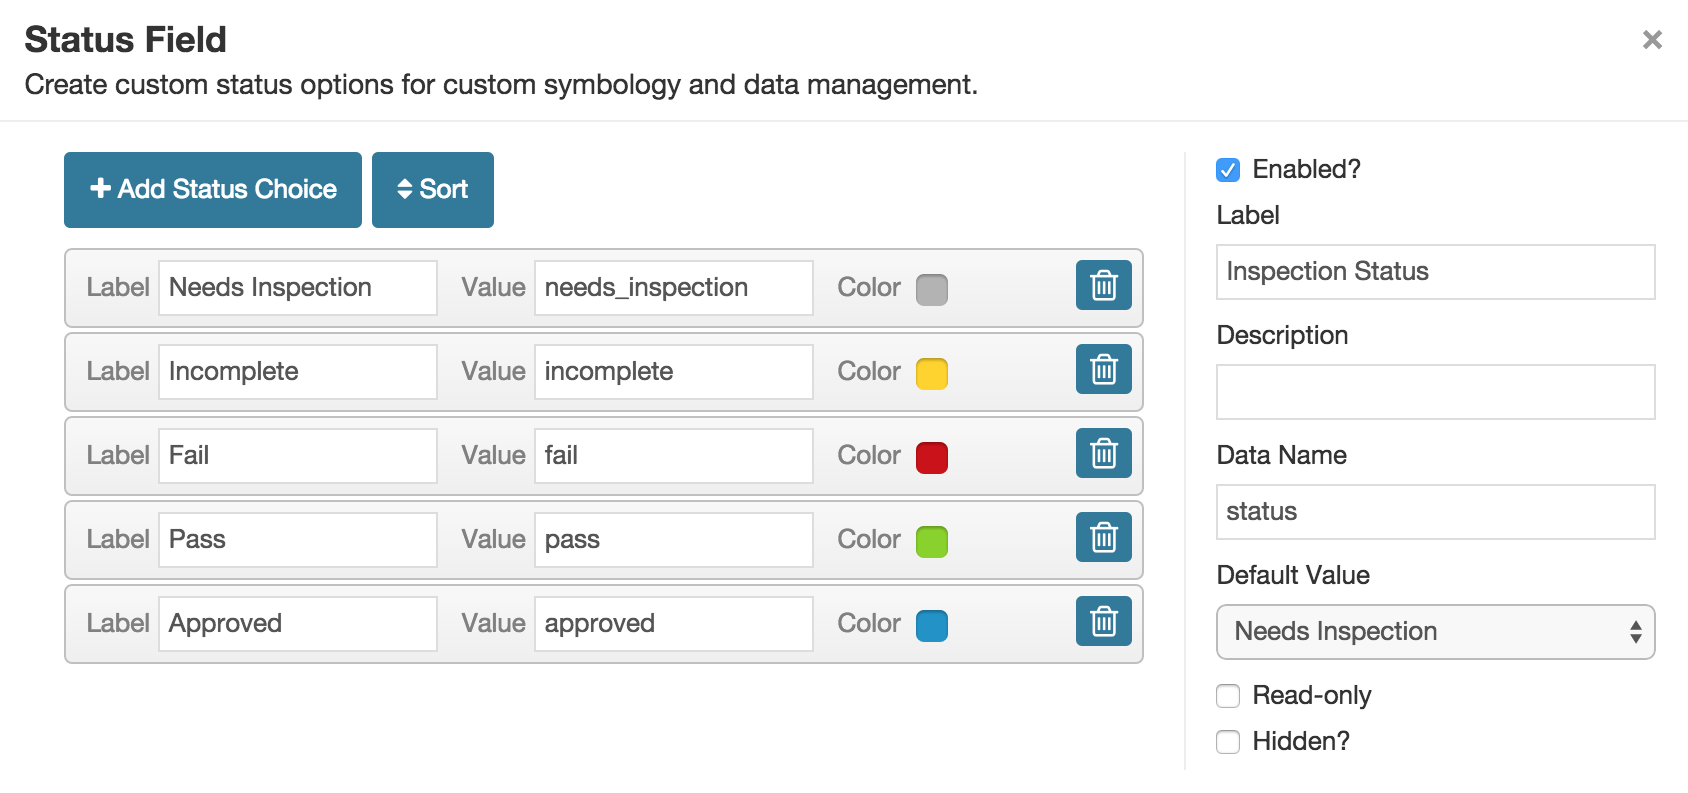 Status Field
Create custom status options for custom symbology and data management.
Add Status Choice
Sort
Label Needs Inspection Value needs_inspection Color
Label Incomplete Value incomplete Color
Label Fail Value fail Color
Label Pass Value pass Color
Label Approved Value approved Color
Enabled?
Label
Inspection Status
Description
Data Name
status
Default Value
Needs Inspection
Read-only
Hidden?